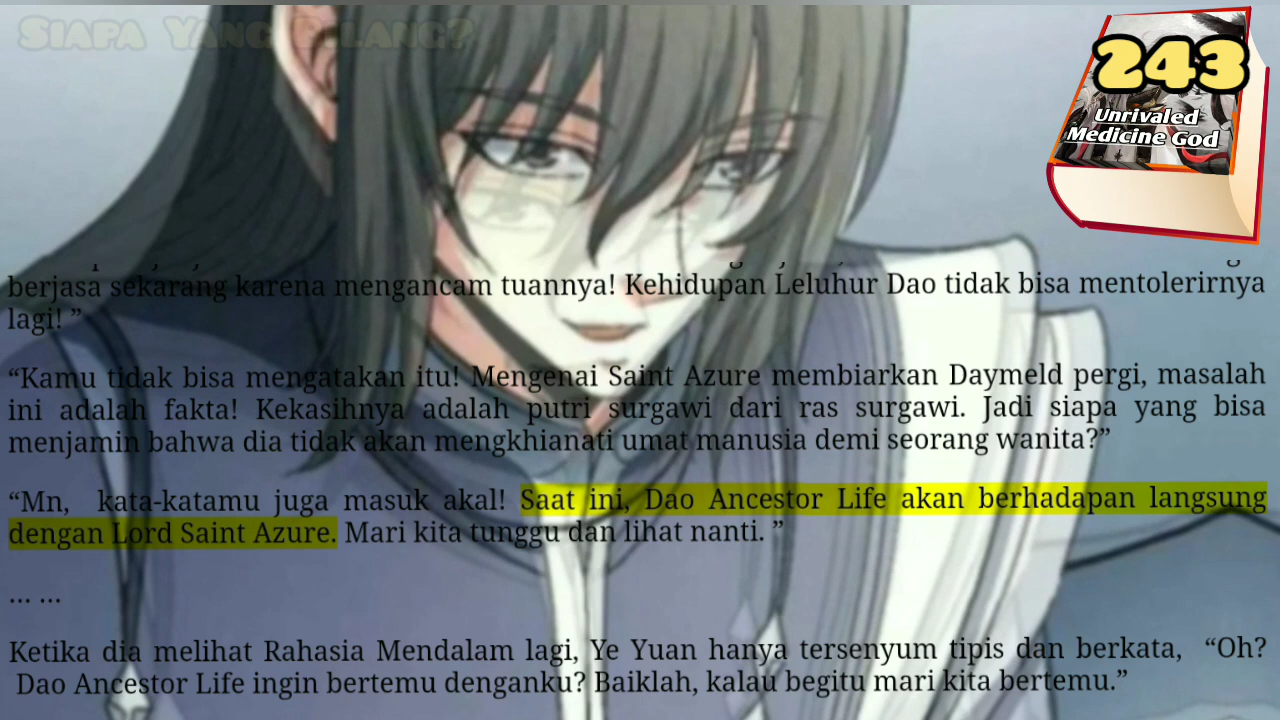 Siapa Yang
243
Unrivaled
Medicine God
berjasa sekarang karena mengancam tuannya! Kehidupan Leluhur Dao tidak bisa mentolerirnya
lagi! ”
“Kamu tidak bisa mengatakan itu! Mengenai Saint Azure membiarkan Daymeld pergi, masalah
ini adalah fakta! Kekasihnya adalah putri surgawi dari ras surgawi. Jadi siapa yang bisa
menjamin bahwa dia tidak akan mengkhianati umat manusia demi seorang wanita?”
“Mn, kata-katamu juga masuk akal! Saat ini, Dao Ancestor Life akan berhadapan langsung
dengan Lord Saint Azure. Mari kita tunggu dan lihat nanti. ”
... ...
Ketika dia melihat Rahasia Mendalam lagi, Ye Yuan hanya tersenyum tipis dan berkata, “Oh?
Dao Ancestor Life ingin bertemu denganku? Baiklah, kalau begitu mari kita bertemu.”